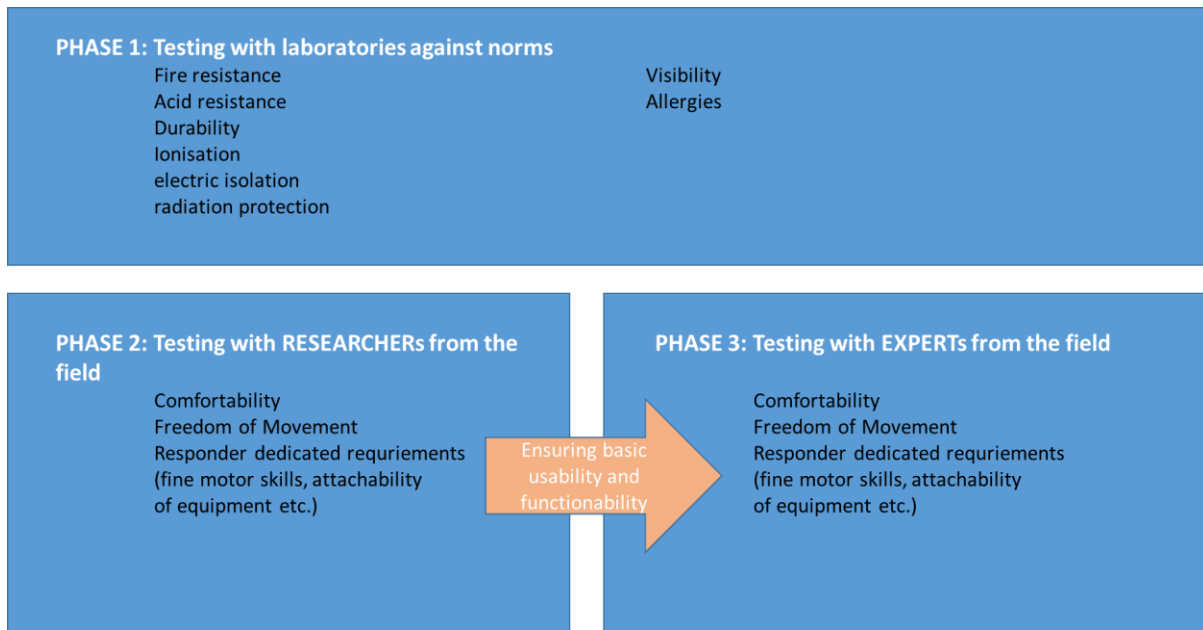 PHASE 1: Testing with laboratories against norms
Fire resistance
Acid resistance
Durability
Ionisation
electric isolation
radiation protection
Visibility
Allergies
PHASE 2: Testing with RESEARCHERs from the
field
Comfortability
Freedom of Movement
Responder dedicated requriements
(fine motor skills, attachability
of equipment etc.)
Ensuring basic
usability and
functionability
PHASE 3: Testing with EXPERTs from the field
Comfortability
Freedom of Movement
Responder dedicated requriements
(fine motor skills, attachability
of equipment etc.)